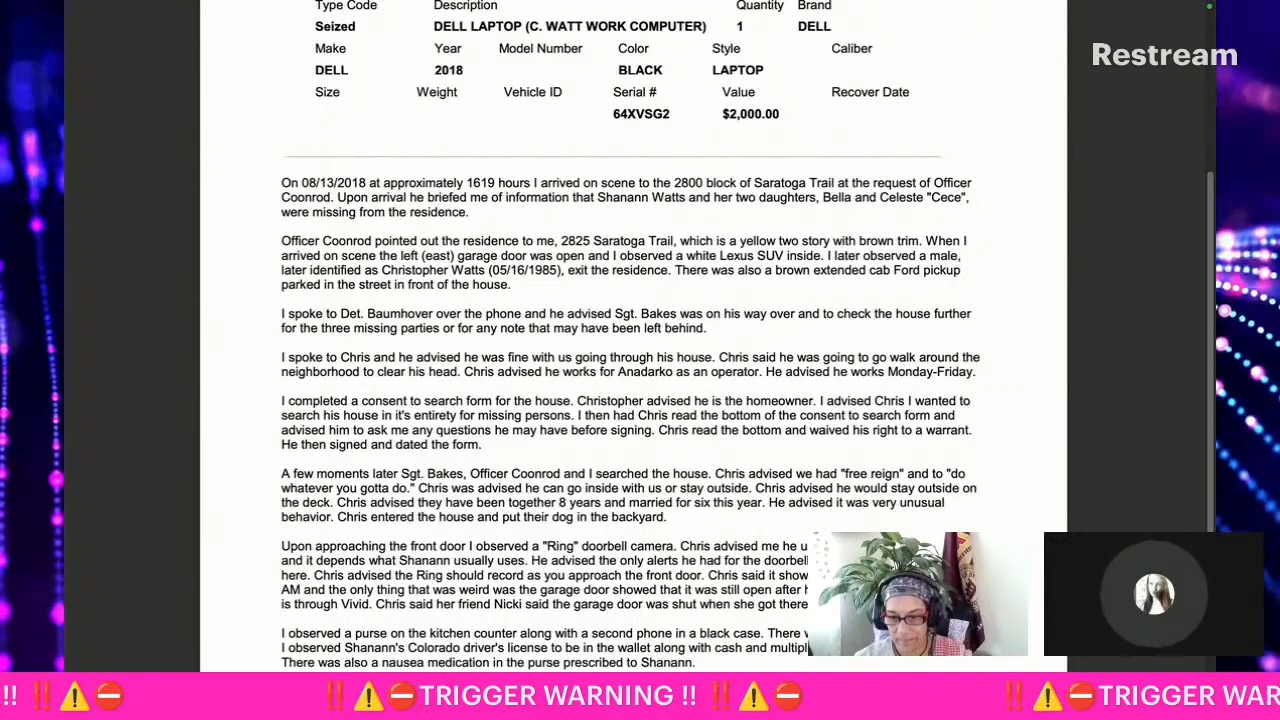 Type Code Description Quantity Brand
Seized DELL LAPTOP (C. WATT WORK COMPUTER) 1 DELL
Make Year Model Number Color Style Caliber
DELL 2018 BLACK LAPTOP
Size Weight Vehicle ID Serial # Value Recover Date
64XVSG2 $2,000.00
Restream
On 08/13/2018 at approximately 1619 hours I arrived on scene to the 2800 block of Saratoga Trail at the request of Officer
Coonrod. Upon arrival he briefed me of information that Shanann Watts and her two daughters, Bella and Celeste "Cece",
were missing from the residence.
Officer Coonrod pointed out the residence to me, 2825 Saratoga Trail, which is a yellow two story with brown trim. When I
arrived on scene the left (east) garage door was open and I observed a white Lexus SUV inside. I later observed a male,
later identified as Christopher Watts (05/16/1985), exit the residence. There was also a brown extended cab Ford pickup
parked in the street in front of the house.
I spoke to Det. Baumhover over the phone and he advised Sgt. Bakes was on his way over and to check the house further
for the three missing parties or for any note that may have been left behind.
I spoke to Chris and he advised he was fine with us going through his house. Chris said he was going to go walk around the
neighborhood to clear his head. Chris advised he works for Anadarko as an operator. He advised he works Monday-Friday.
I completed a consent to search form for the house. Christopher advised he is the homeowner. I advised Chris I wanted to
search his house in it's entirety for missing persons. I then had Chris read the bottom of the consent to search form and
advised him to ask me any questions he may have before signing. Chris read the bottom and waived his right to a warrant.
He then signed and dated the form.
A few moments later Sgt. Bakes, Officer Coonrod and I searched the house. Chris advised we had "free reign" and to "do
whatever you gotta do." Chris was advised he can go inside with us or stay outside. Chris advised he would stay outside on
the deck. Chris advised they have been together 8 years and married for six this year. He advised it was very unusual
behavior. Chris entered the house and put their dog in the backyard.
Upon approaching the front door I observed a "Ring" doorbell camera. Chris advised me he u
and it depends what Shanann usually uses. He advised the only alerts he had for the doorbell
here. Chris advised the Ring should record as you approach the front door. Chris said it show
AM and the only thing that was weird was the garage door showed that it was still open after h
is through Vivid. Chris said her friend Nicki said the garage door was shut when she got there
I observed a purse on the kitchen counter along with a second phone in a black case. There w
I observed Shanann's Colorado driver's license to be in the wallet along with cash and multipl
There was also a nausea medication in the purse prescribed to Shanann.
!! ‼️⚠️⛔ ‼️⚠️⛔TRIGGER WARNING !! ‼️⚠️⛔ ‼️⚠️⛔TRIGGER WAR